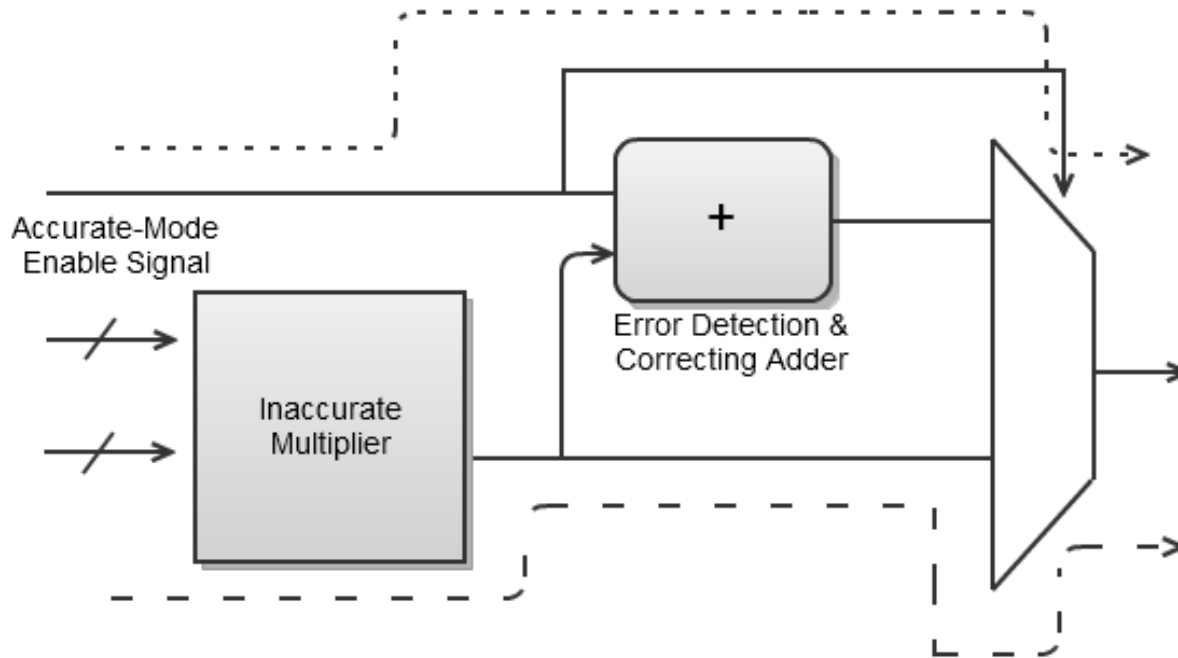 Accurate-Mode
Enable Signal
+
Error Detection &
Correcting Adder
Inaccurate
Multiplier